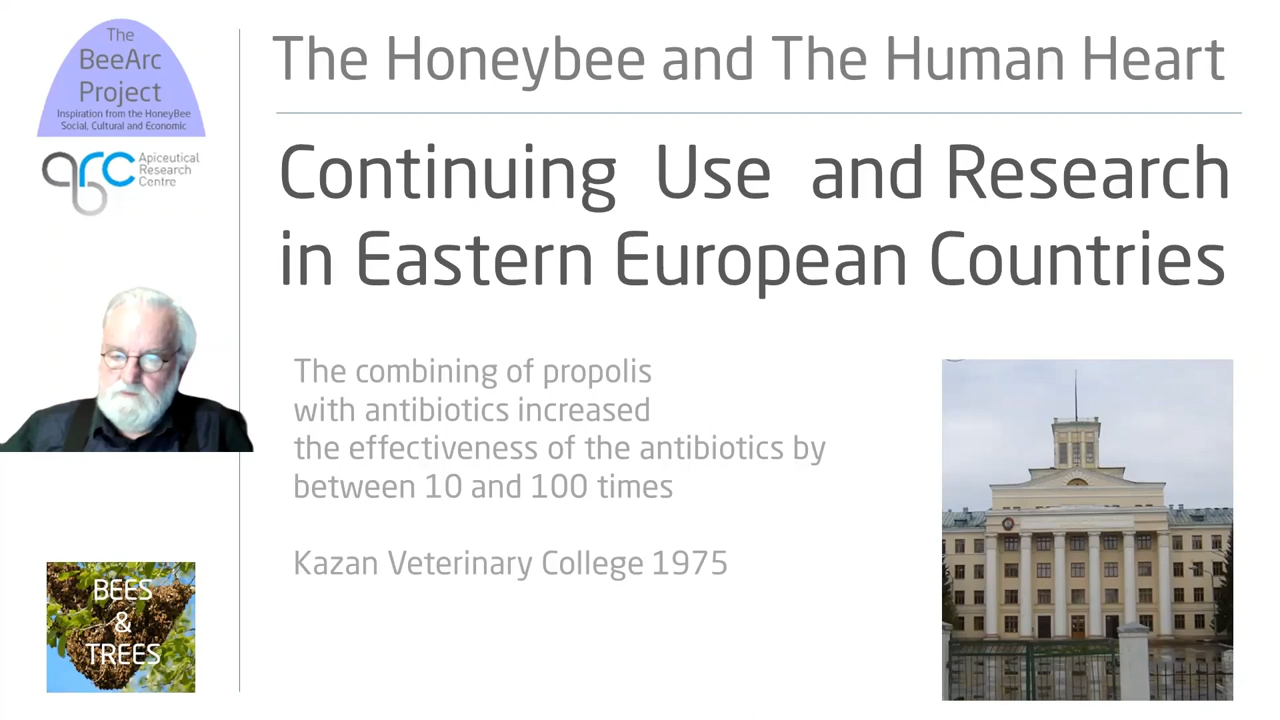 The
BeeArc
Project
Inspiration from the HoneyBee
Social, Cultural and Economic
arc
Apiceutical
Research
Centre
The Honeybee and The Human Heart
Continuing Use and Research
in Eastern European Countries
The combining of propolis
with antibiotics increased
the effectiveness of the antibiotics by
between 10 and 100 times
Kazan Veterinary College 1975
BEES
&
TREES